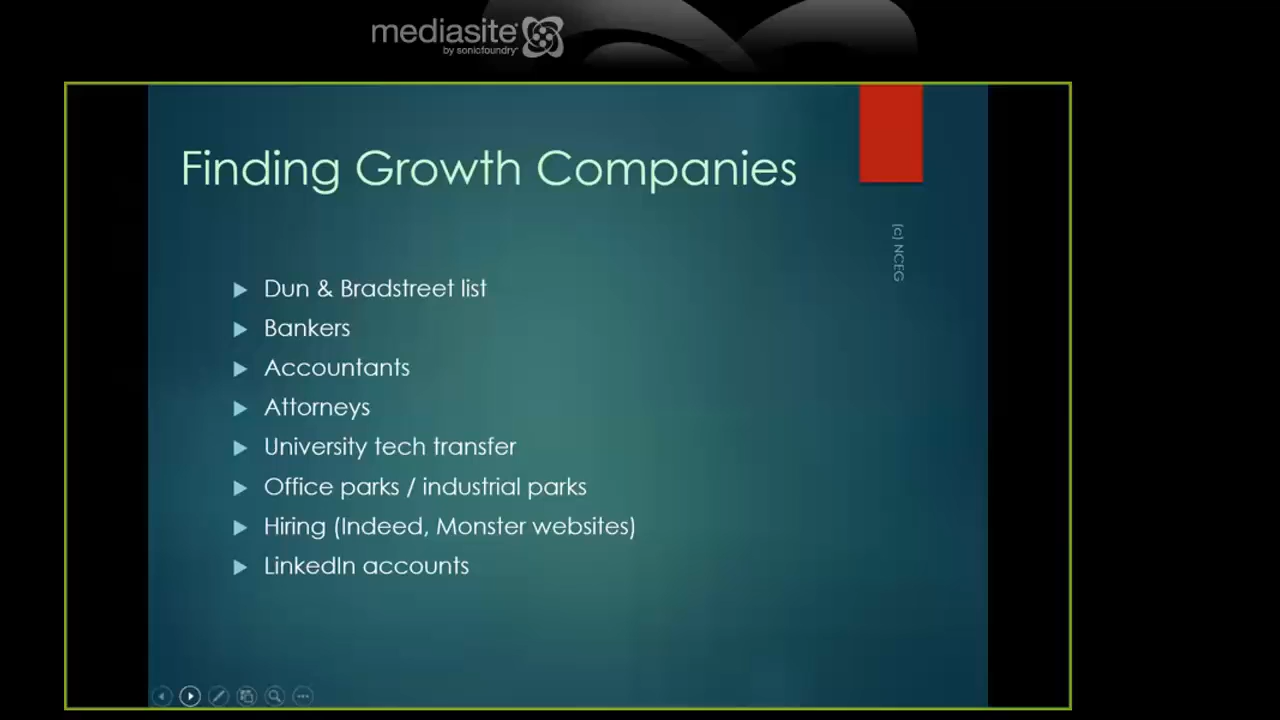 mediasite
by sonicfoundry
Finding Growth Companies
(c) NCEG
Dun & Bradstreet list
Bankers
Accountants
Attorneys
University tech transfer
Office parks / industrial parks
Hiring (Indeed, Monster websites)
LinkedIn accounts